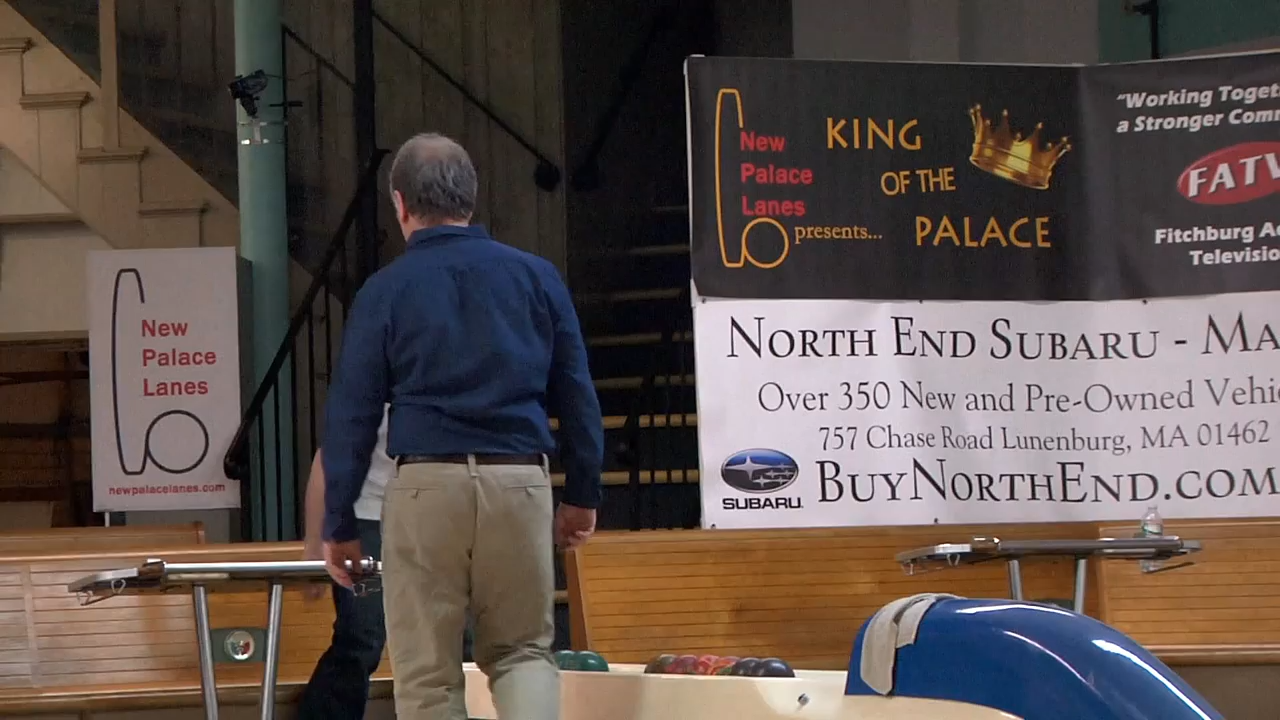 New
Palace
Lanes
newpalacelanes.com
New
Palace
Lanes
presents...
KING
OF THE
PALACE
"Working Toget
a Stronger Com
FATV
Fitchburg Ac
Televisio
NORTH END SUBARU - MA
Over 350 New and Pre-Owned Vehic
757 Chase Road Lunenburg, MA 01462
SUBARU
BUYNORTHEND.COM